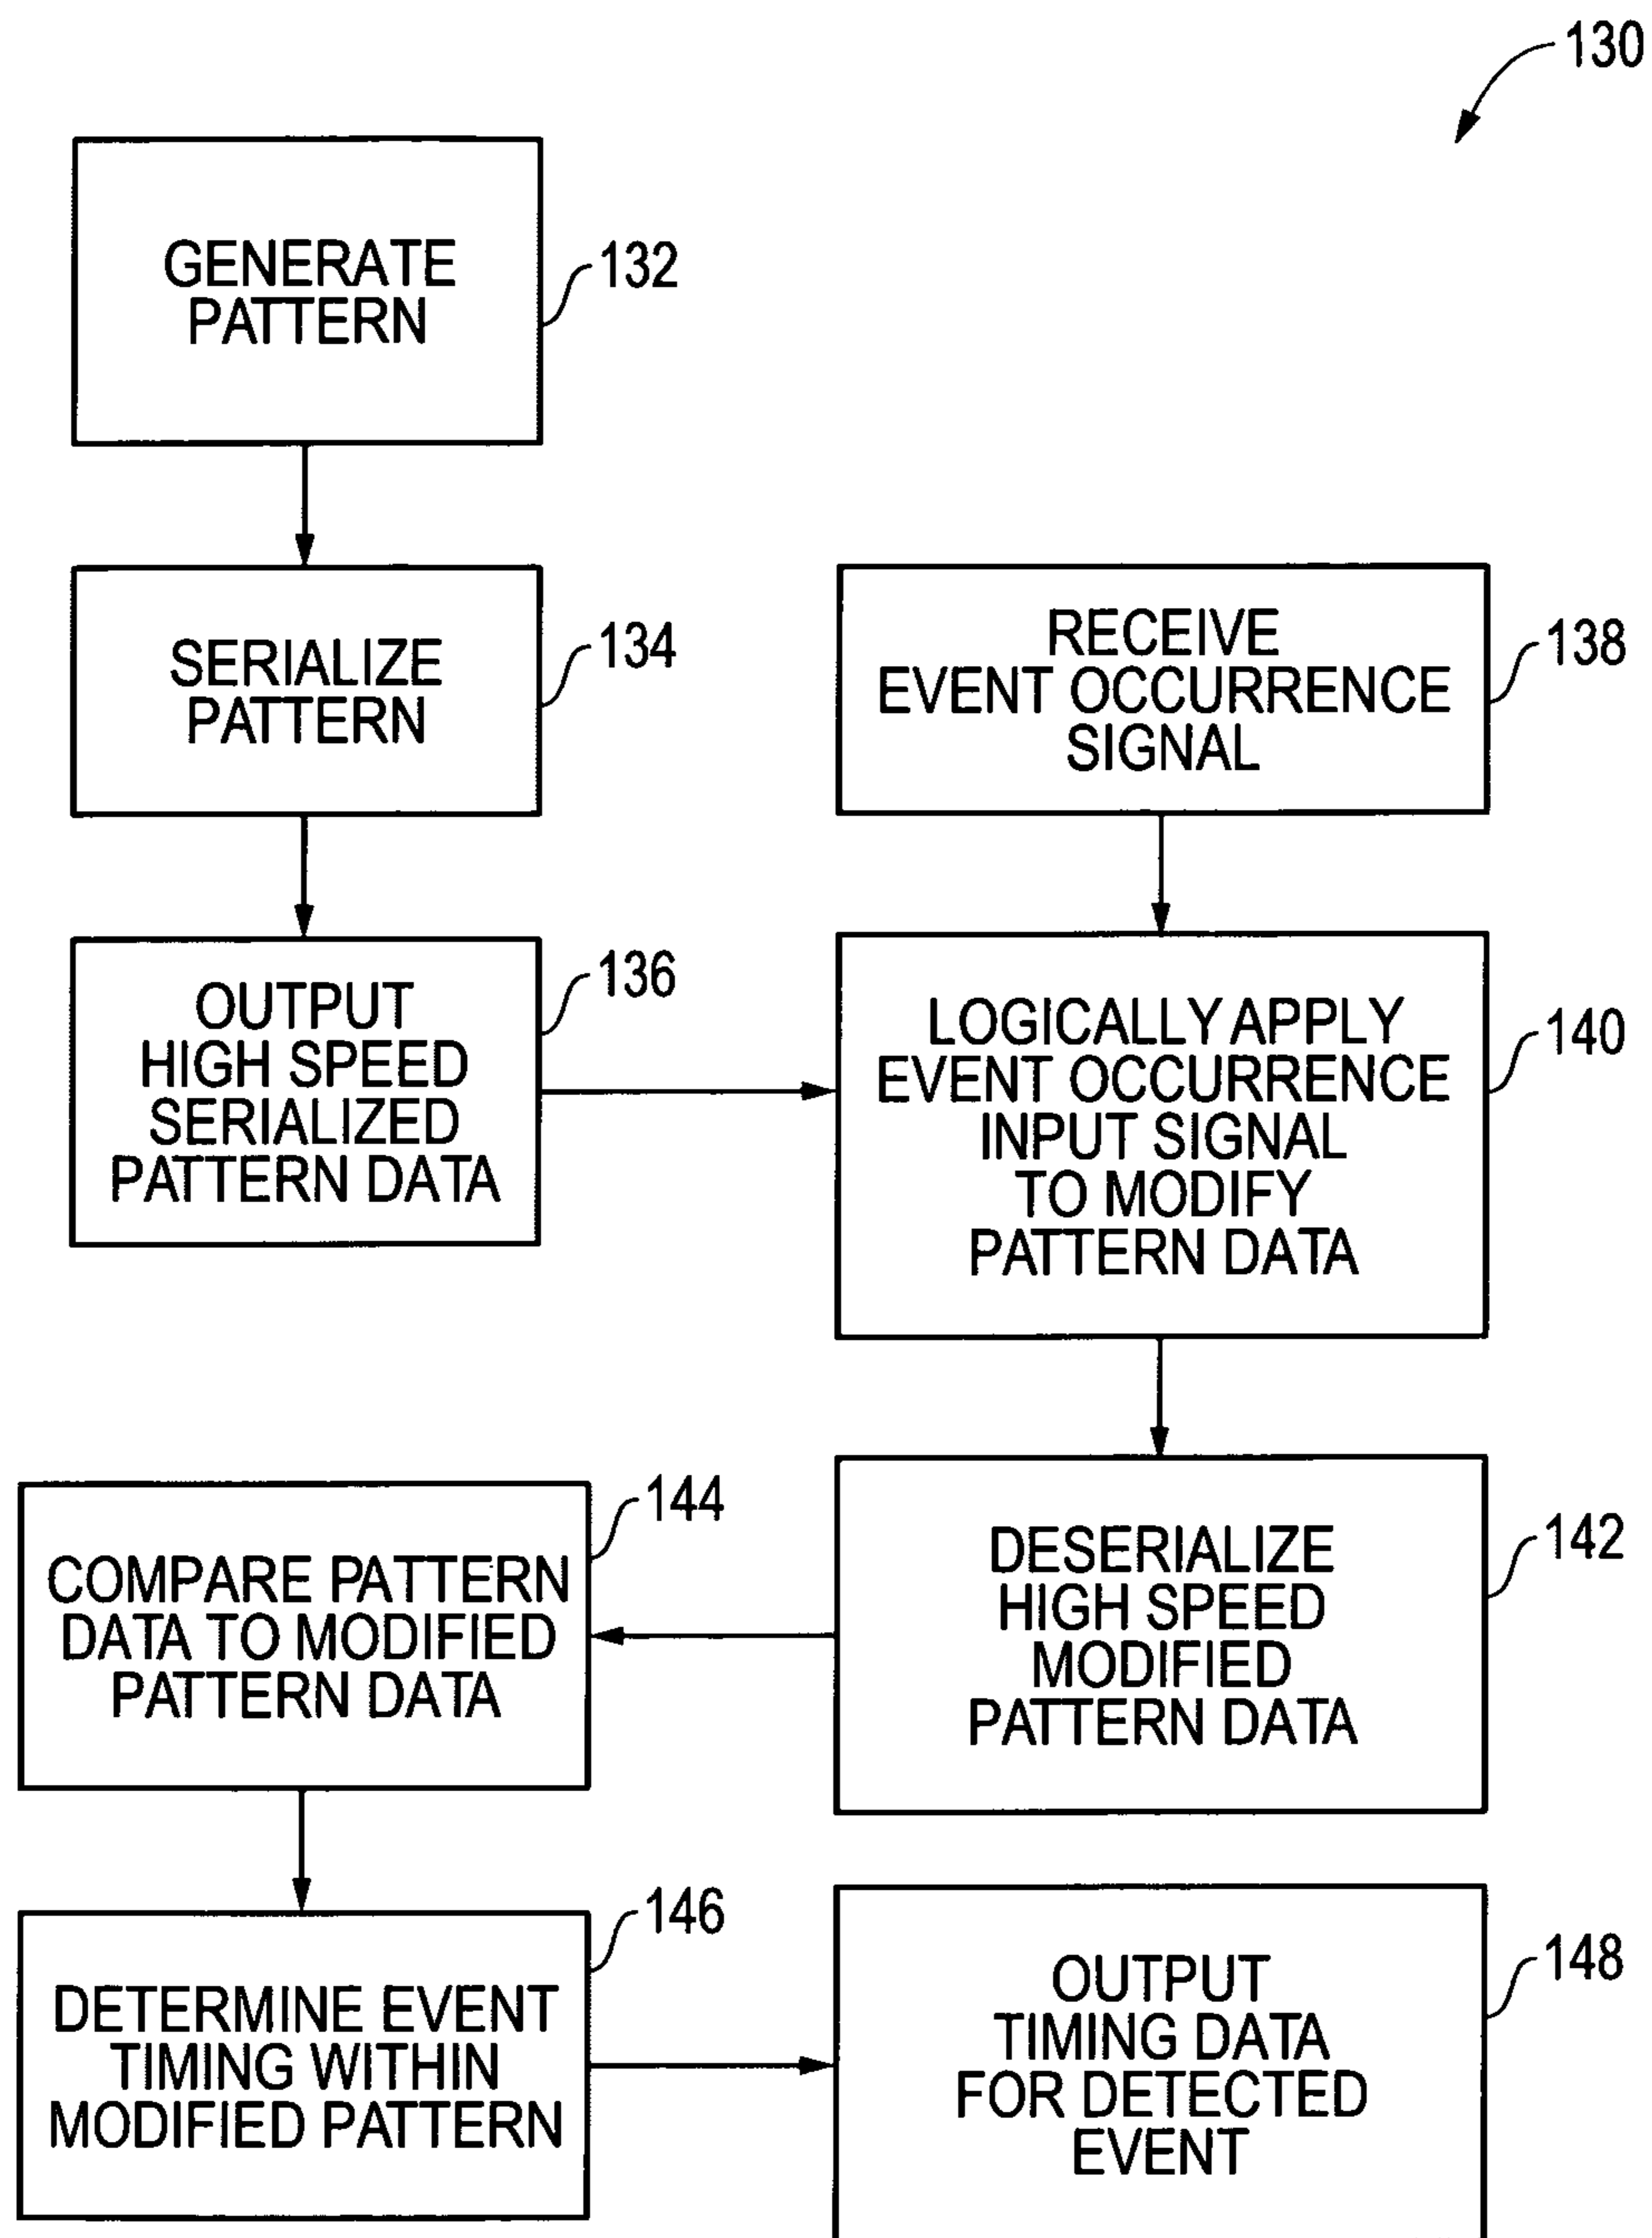 130
GENERATE
PATTERN
132
SERIALIZE
PATTERN
134
RECEIVE
EVENT OCCURRENCE
SIGNAL
138
OUTPUT
HIGH SPEED
SERIALIZED
PATTERN DATA
136
LOGICALLY APPLY
EVENT OCCURRENCE
INPUT SIGNAL
TO MODIFY
PATTERN DATA
140
DESERIALIZE
HIGH SPEED
MODIFIED
PATTERN DATA
142
COMPARE PATTERN
DATA TO MODIFIED
PATTERN DATA
144
DETERMINE EVENT
TIMING WITHIN
MODIFIED PATTERN
146
OUTPUT
TIMING DATA
FOR DETECTED
EVENT
148